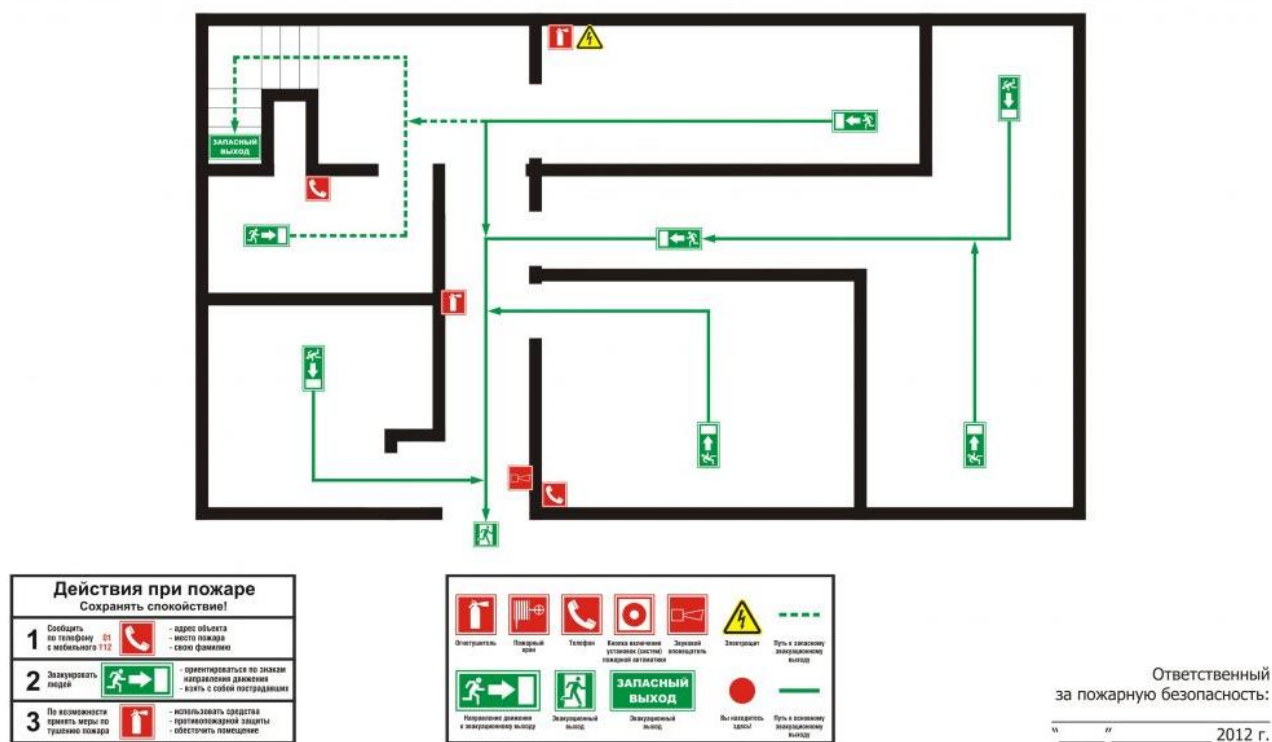 ЗАПАСНЫЙ
ВЫХОД
Действия при пожаре
Сохранять спокойствие!
1
Сообщить
по телефону 01
с мобильного 112
- адрес объекта
- место пожара
- свою фамилию
2
Эвакуировать
людей
- ориентироваться по знакам
направления движения
- взять с собой пострадавших
3
По возможности
принять меры по
тушению пожара
- использовать средства
- противопожарной защиты
- обесточить помещение
Огнетушитель
Пожарный
кран
Телефон
Кнопка включения
установок (систем)
пожарной автоматики
Звуковой
оповещатель
Электрощит
Путь к запасному
эвакуационному
выходу
Направление движения
к эвакуационному выходу
Эвакуационный
выход
ЗАПАСНЫЙ
ВЫХОД
Эвакуационный
выход
Вы находитесь
здесь!
Путь к основному
эвакуационному
выходу
Ответственный
за пожарную безопасность:
"____"__________ 2012 г.